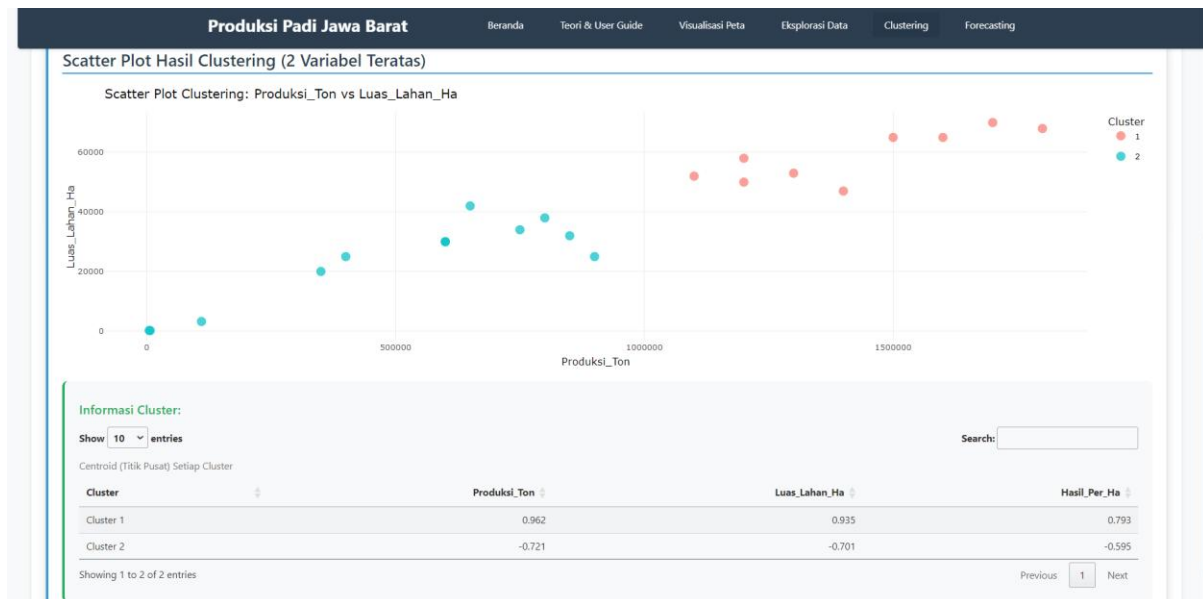 Produksi Padi Jawa Barat Beranda Teori & User Guide Visualisasi Peta Eksplorasi Data Clustering Forecasting
Scatter Plot Hasil Clustering (2 Variabel Teratas)
Scatter Plot Clustering: Produksi_Ton vs Luas_Lahan_Ha
Cluster
1
2
60000
40000
20000
0
Luas_Lahan_Ha
0 500000 1000000 1500000
Produksi_Ton
Informasi Cluster:
Show 10 entries Search:
Centroid (Titik Pusat) Setiap Cluster
Cluster Produksi_Ton Luas_Lahan_Ha Hasil_Per_Ha
Cluster 1 0.962 0.935 0.793
Cluster 2 -0.721 -0.701 -0.595
Showing 1 to 2 of 2 entries Previous 1 Next